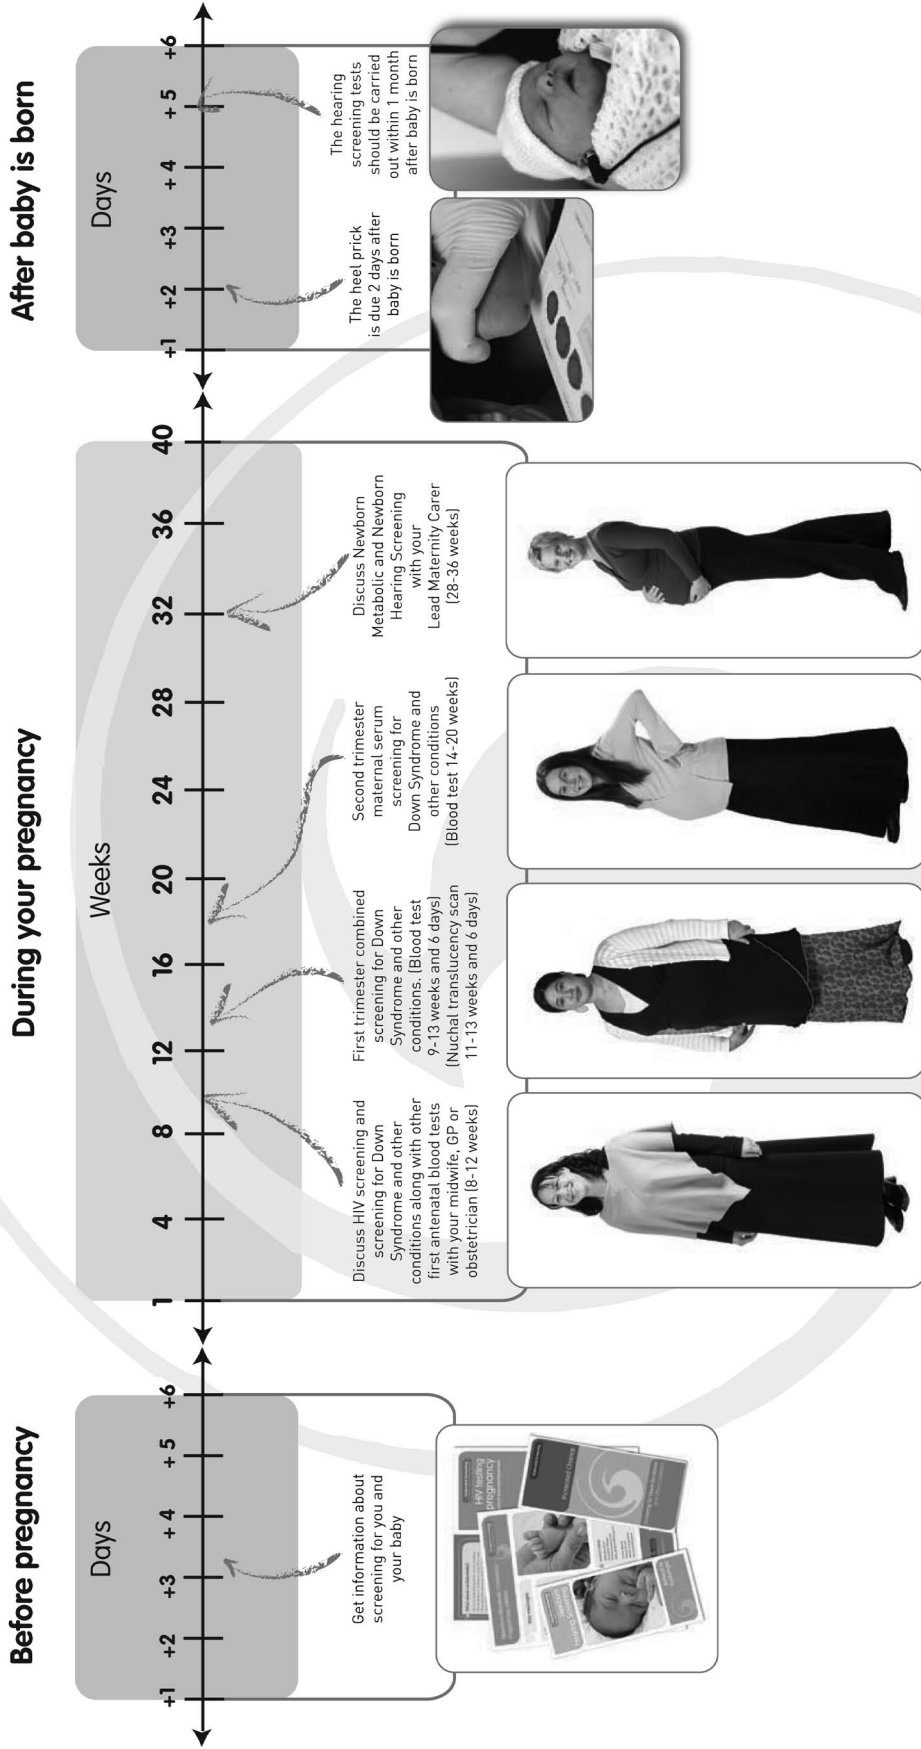 Before pregnancy
Days
+1 +2 +3 +4 +5 +6
Get information about
screening for you and
your baby
HIV testing
pregnancy
During your pregnancy
Weeks
1 4 8 12 16 20 24 28 32 36 40
Discuss HIV screening and
screening for Down
Syndrome and other
conditions along with other
first antenatal blood tests
with your midwife, GP or
obstetrician (8-12 weeks)
First trimester combined
screening for Down
Syndrome and other
conditions. (Blood test
9-13 weeks and 6 days)
(Nuchal translucency scan
11-13 weeks and 6 days)
Second trimester
maternal serum
screening for
Down Syndrome and
other conditions
(Blood test 14-20 weeks)
Discuss Newborn
Metabolic and Newborn
Hearing Screening
with your
Lead Maternity Carer
(28-36 weeks)
After baby is born
Days
+1 +2 +3 +4 +5 +6
The heel prick
is due 2 days after
baby is born
The hearing
screening tests
should be carried
out within 1 month
after baby is born